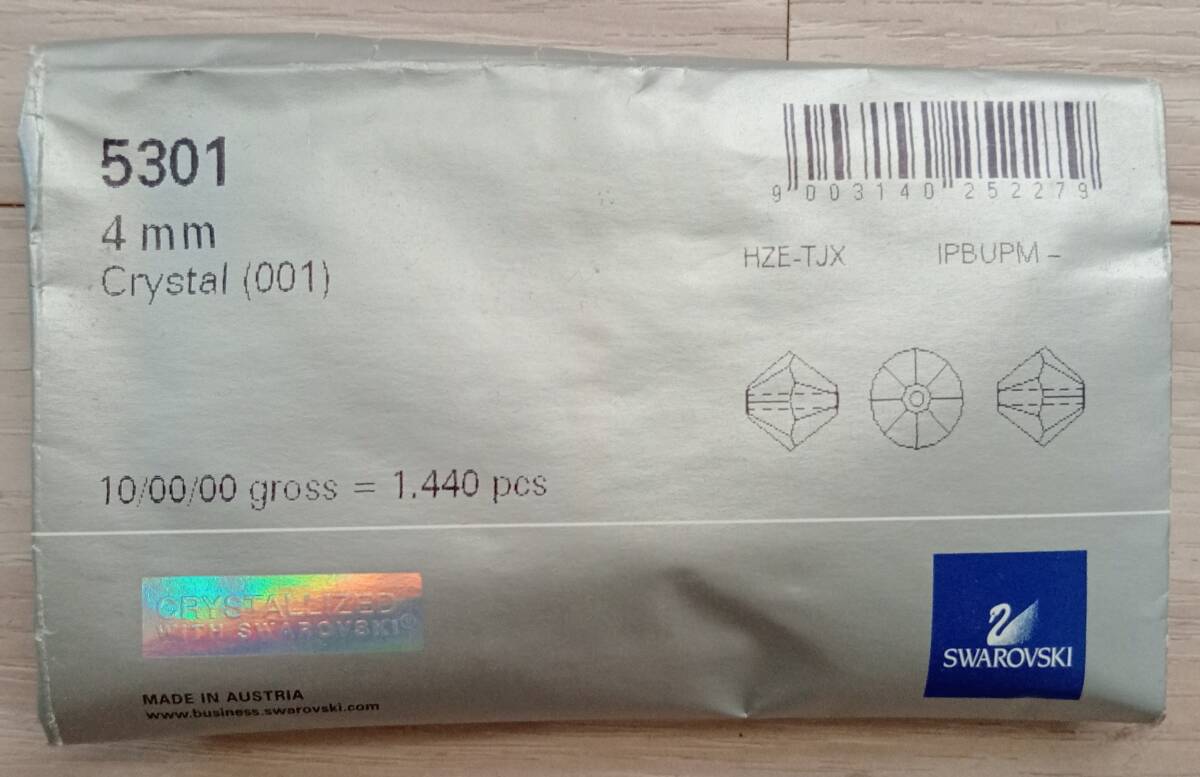 5301
4 mm
Crystal (001)
9 003140 252279
HZE-TJX IPBUPM –
10/00/00 gross = 1.440 pcs
CRYSTALLIZED
WITH SWAROVSKI®
MADE IN AUSTRIA
www.business.swarovski.com
SWAROVSKI